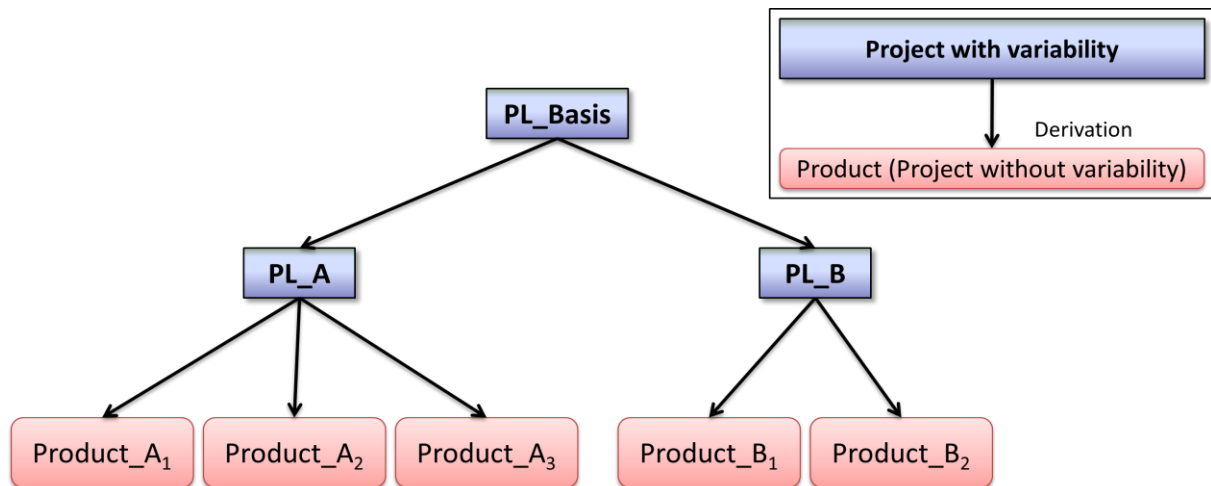 Project with variability
Derivation
Product (Project without variability)
PL_Basis
PL_A
PL_B
Product_A₁
Product_A₂
Product_A₃
Product_B₁
Product_B₂